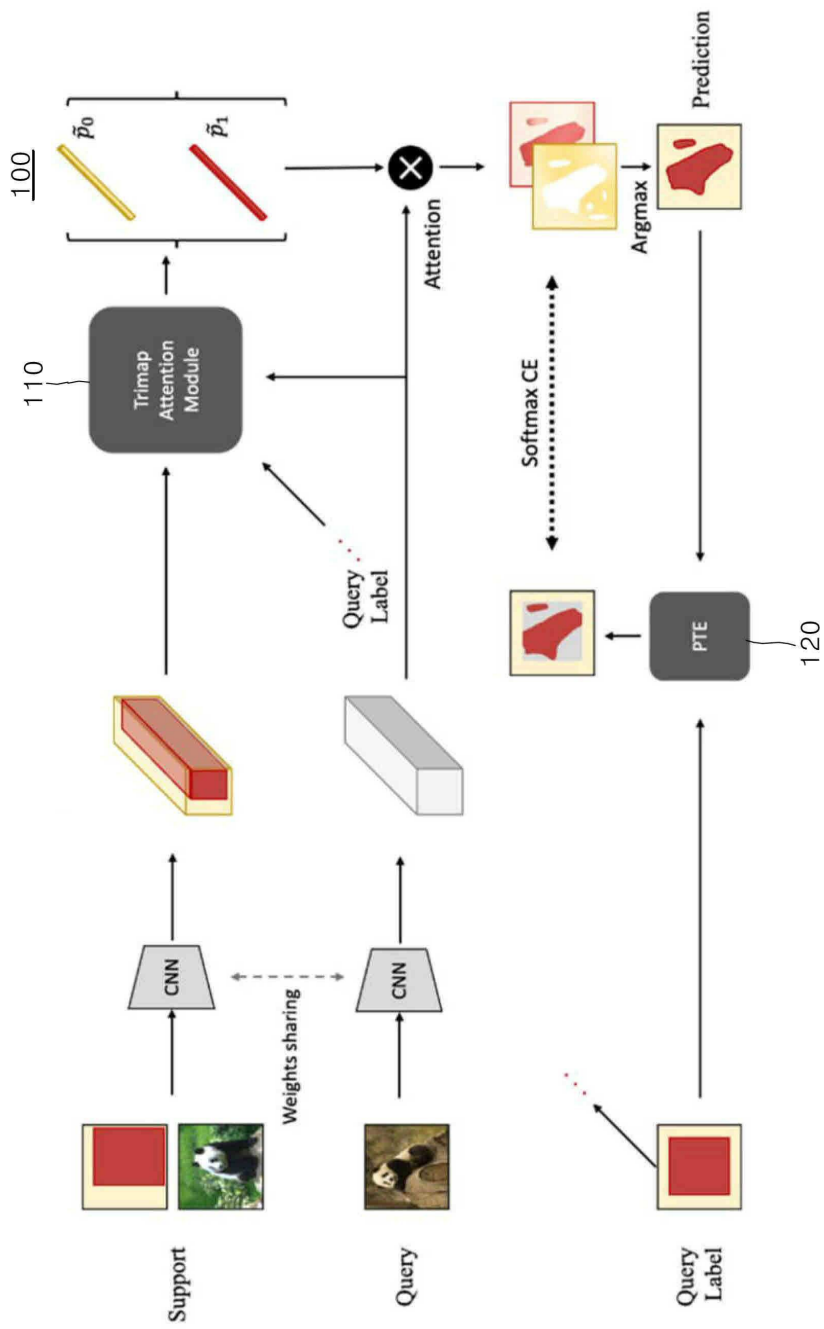 100
Support
CNN
110
Trimap
Attention
Module
p̃₀
p̃₁
Weights sharing
Query
Label
Query
CNN
Attention
Softmax CE
Argmax
Query
Label
PTE
120
Prediction